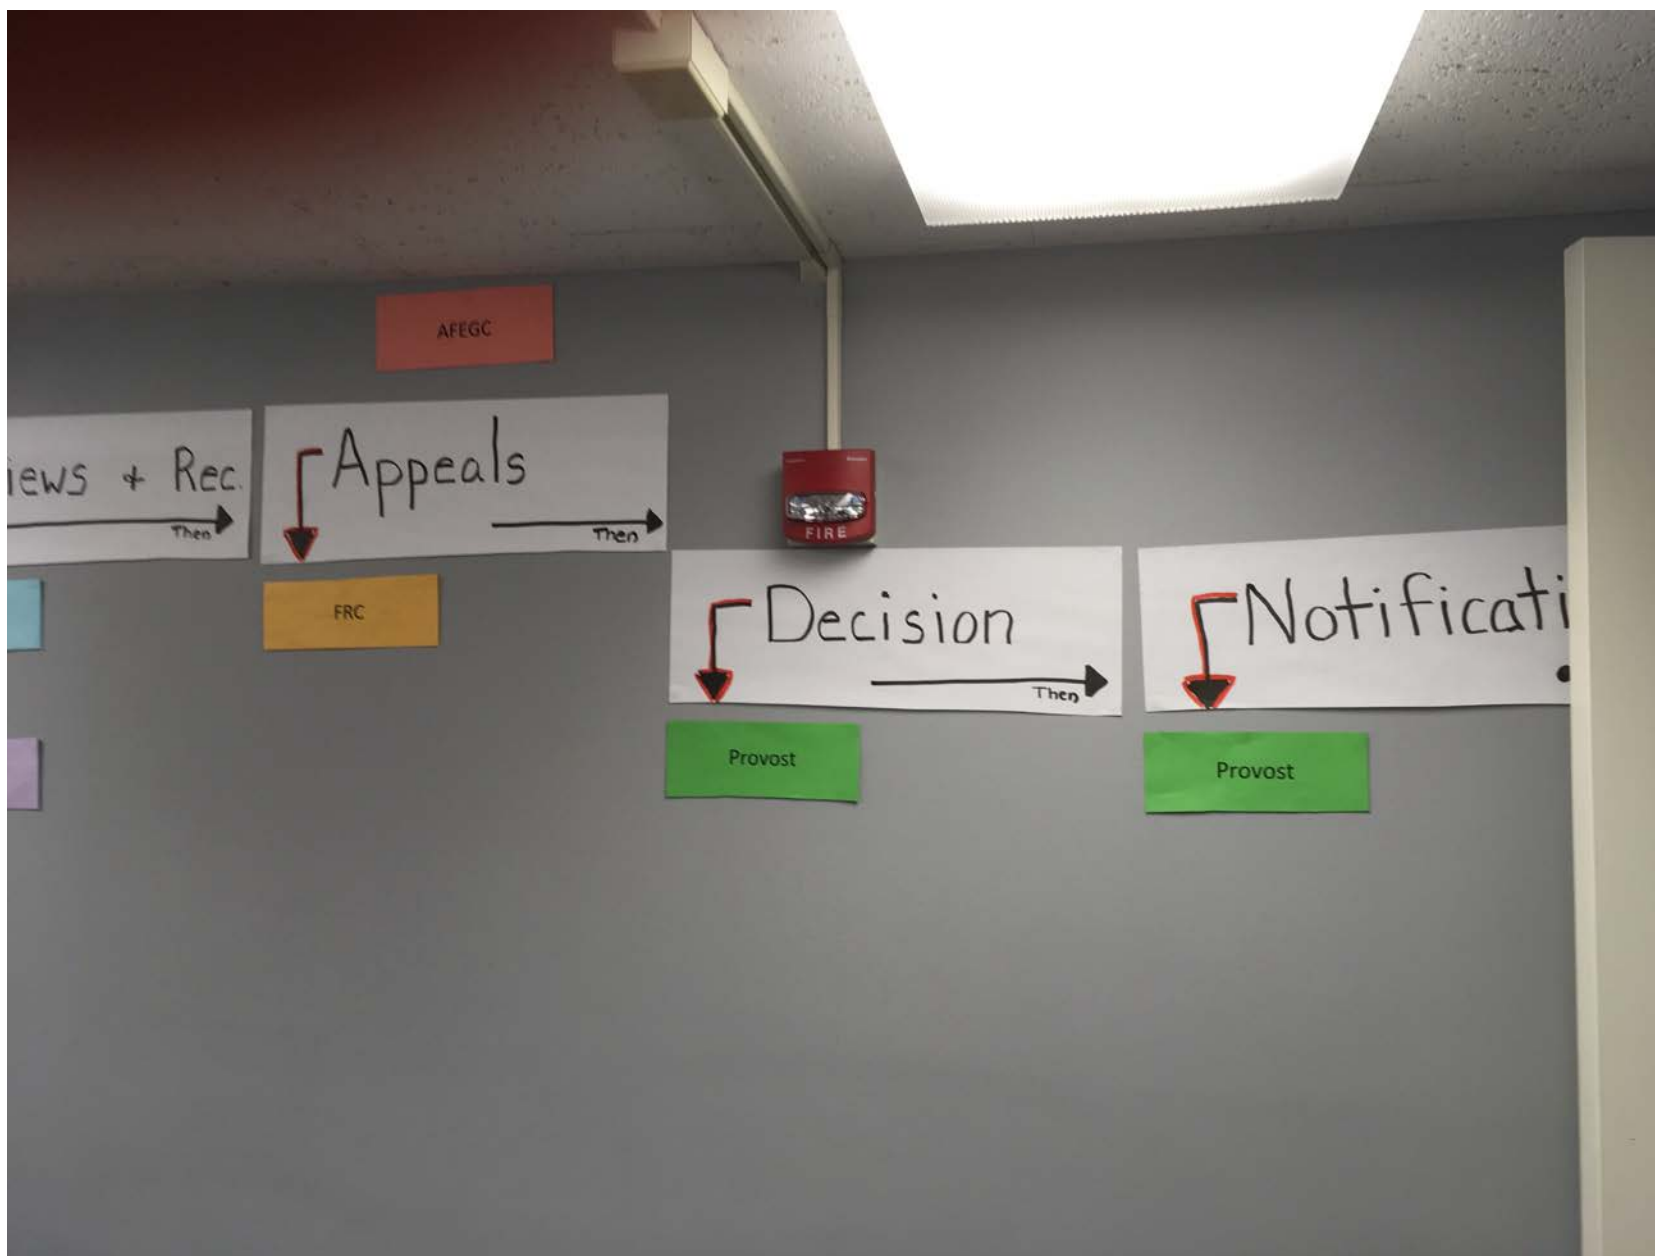 AFEGC
iews + Rec.
Then
Appeals
Then
FRC
FIRE
Decision
Then
Notificati
Provost
Provost